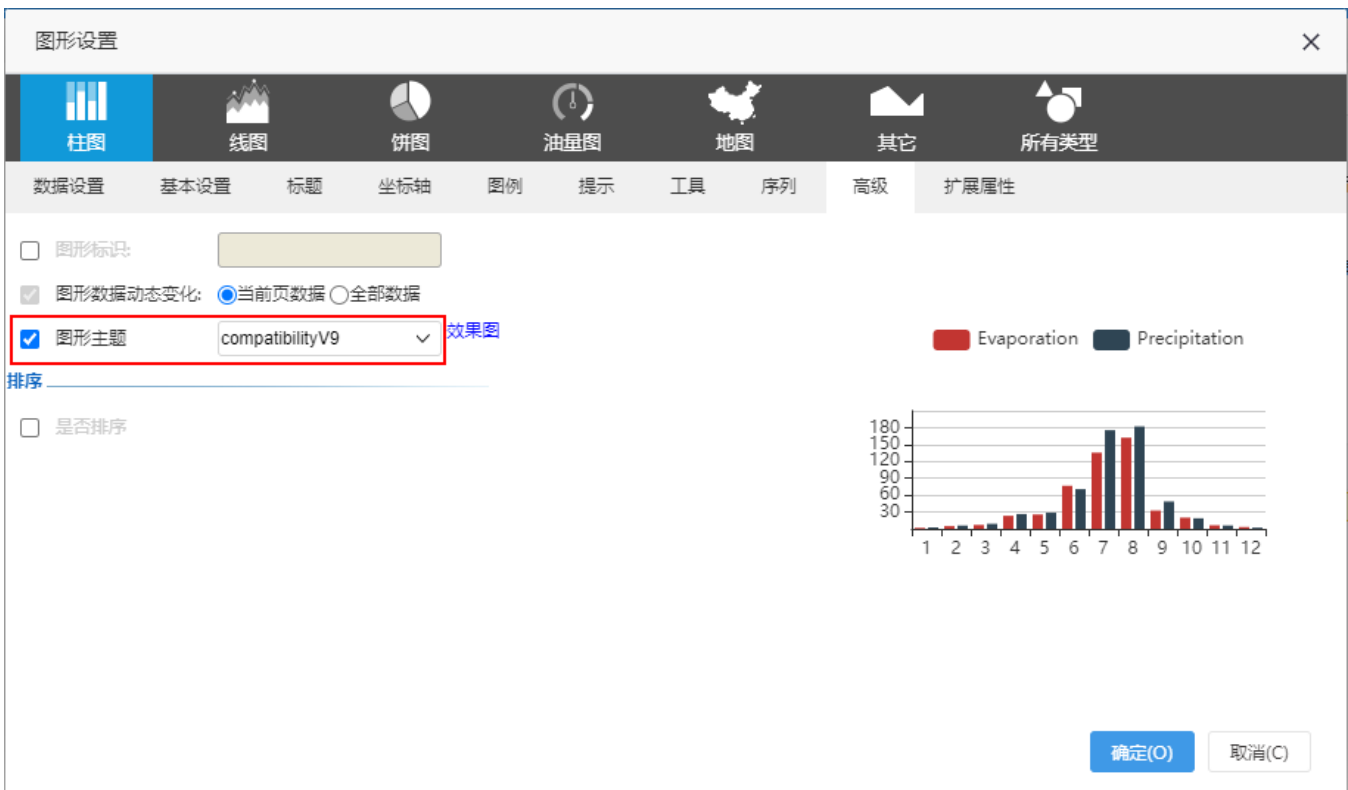 图形设置
柱图 线图 饼图 油量图 地图 其它 所有类型
数据设置 基本设置 标题 坐标轴 图例 提示 工具 序列 高级 扩展属性
图形标识:
图形数据动态变化: 当前页数据 全部数据
图形主题 compatibilityV9 效果图
Evaporation Precipitation
排序
是否排序
180
150
120
90
60
30
1 2 3 4 5 6 7 8 9 10 11 12
确定(O) 取消(C)